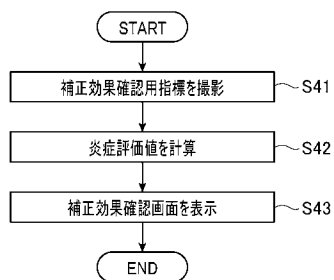 START
補正効果確認用指標を撮影
S41
炎症評価値を計算
S42
補正効果確認画面を表示
S43
END